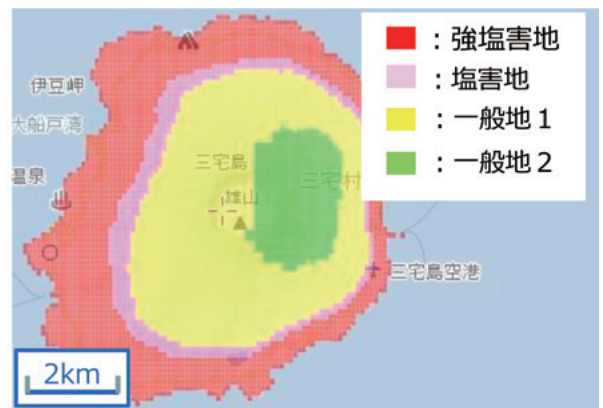 ：強塩害地
：塩害地
：一般地１
：一般地２
伊豆岬
大船戸湾
温泉
三宅島
三宅村
雄山
三宅島空港
2km